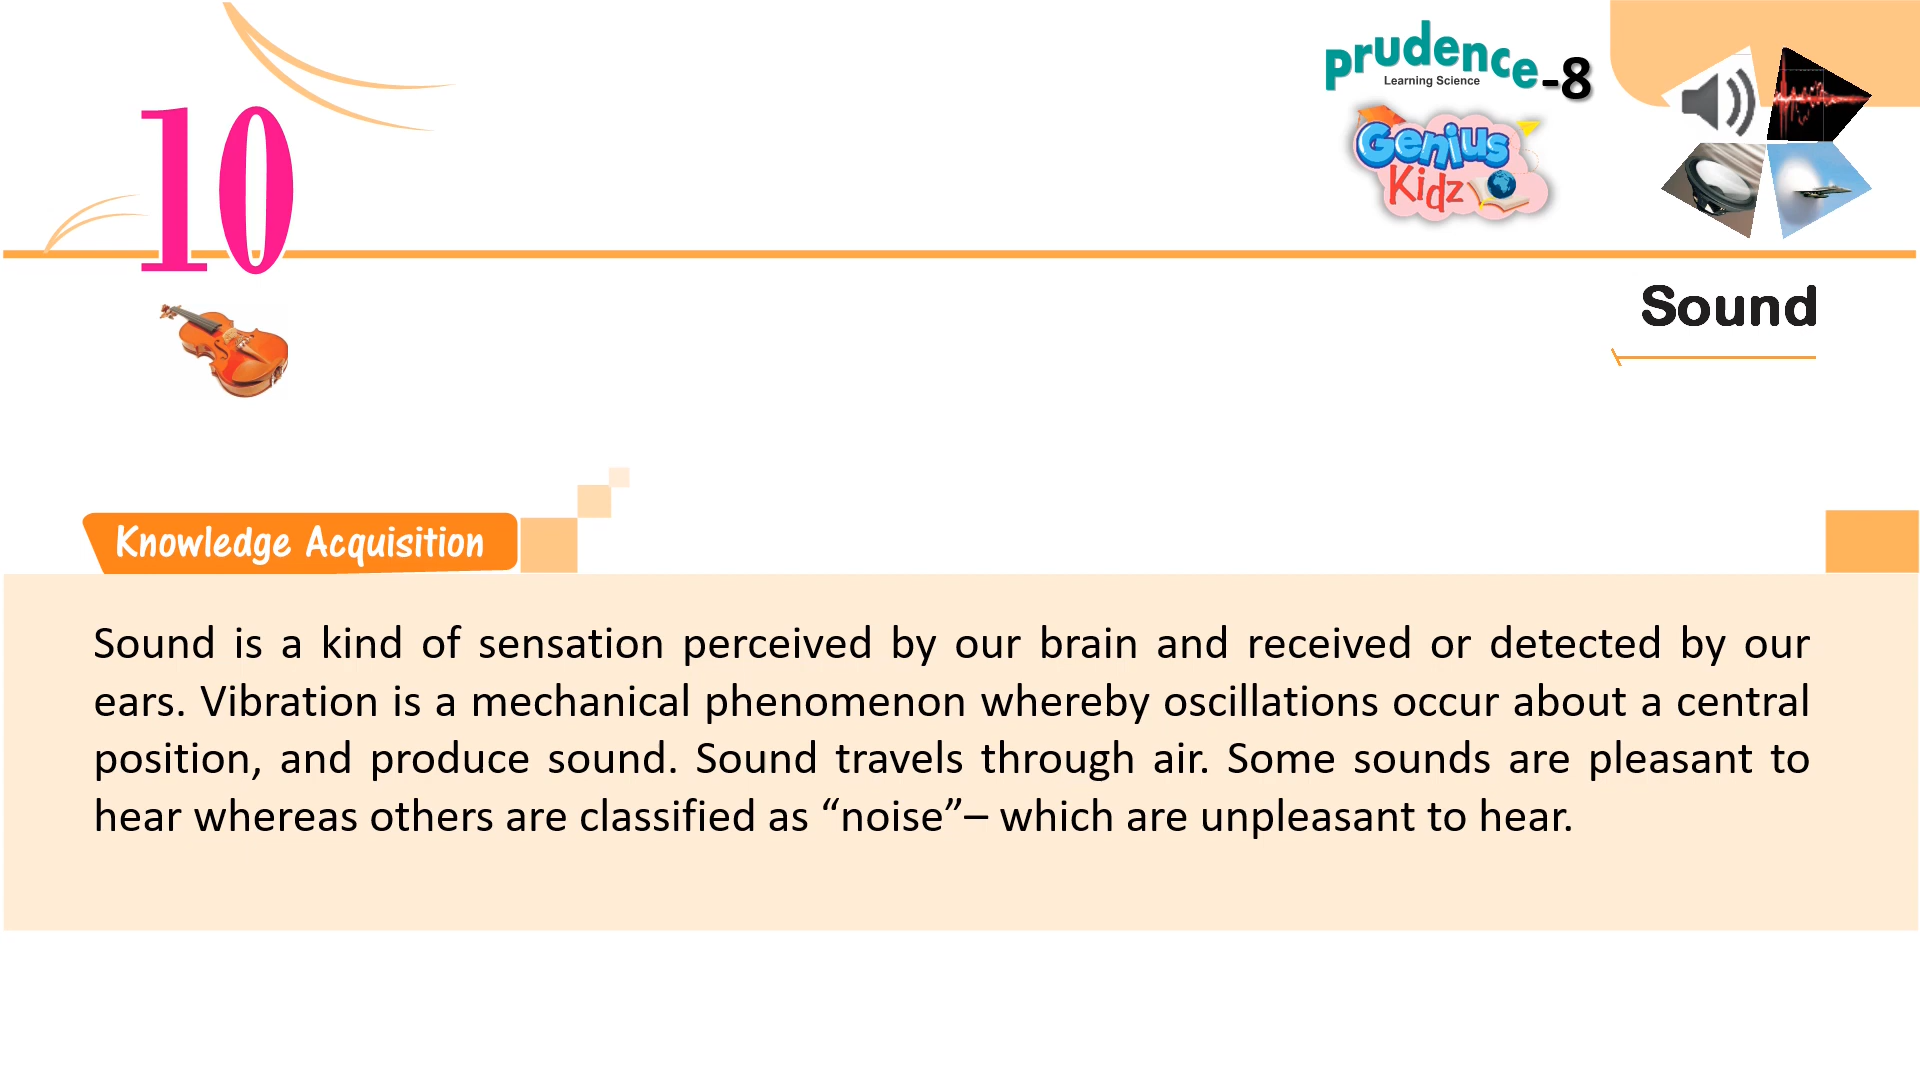 10
prudence
Learning Science
-8
Genius
Kidz
Sound
Knowledge Acquisition
Sound is a kind of sensation perceived by our brain and received or detected by our
ears. Vibration is a mechanical phenomenon whereby oscillations occur about a central
position, and produce sound. Sound travels through air. Some sounds are pleasant to
hear whereas others are classified as “noise”– which are unpleasant to hear.